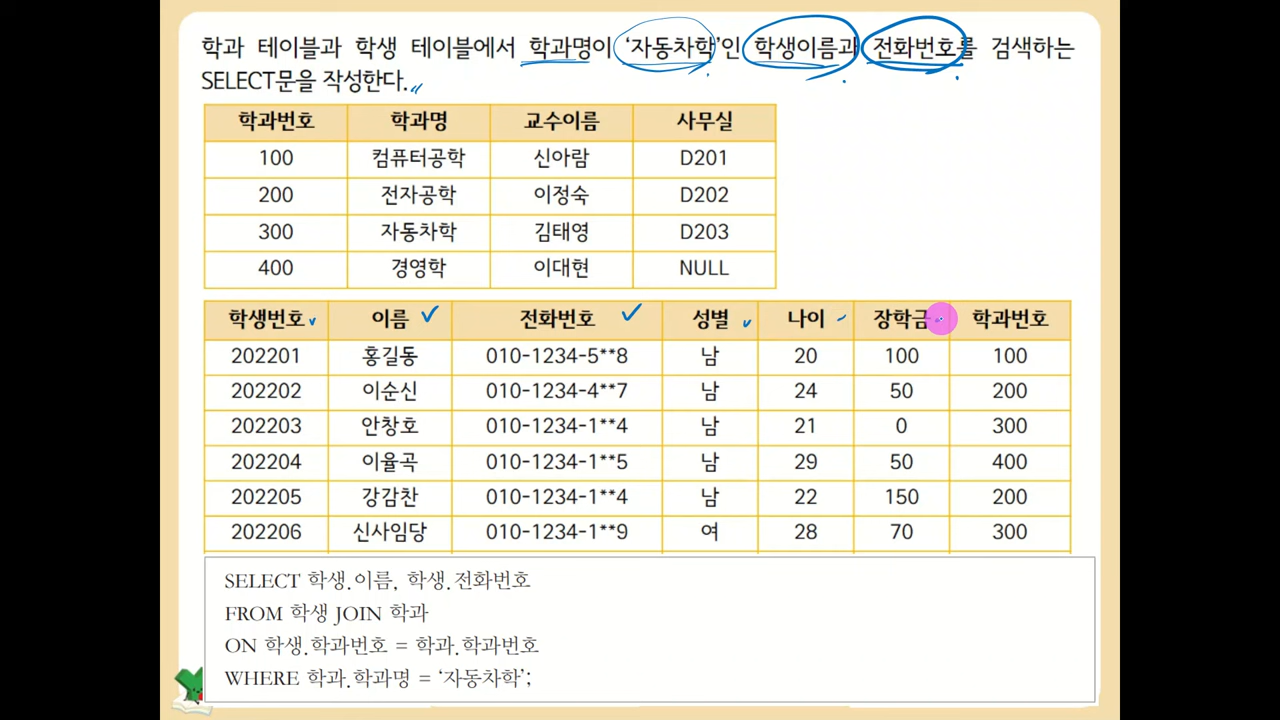 학과 테이블과 학생 테이블에서 학과명이 ‘자동차학’인 학생이름과 전화번호를 검색하는
SELECT문을 작성한다.
학과번호 학과명 교수이름 사무실
100 컴퓨터공학 신아람 D201
200 전자공학 이정숙 D202
300 자동차학 김태영 D203
400 경영학 이대현 NULL
학생번호 이름 전화번호 성별 나이 장학금 학과번호
202201 홍길동 010-1234-5**8 남 20 100 100
202202 이순신 010-1234-4**7 남 24 50 200
202203 안창호 010-1234-1**4 남 21 0 300
202204 이율곡 010-1234-1**5 남 29 50 400
202205 강감찬 010-1234-1**4 남 22 150 200
202206 신사임당 010-1234-1**9 여 28 70 300
SELECT 학생.이름, 학생.전화번호
FROM 학생 JOIN 학과
ON 학생.학과번호 = 학과.학과번호
WHERE 학과.학과명 = ‘자동차학’;